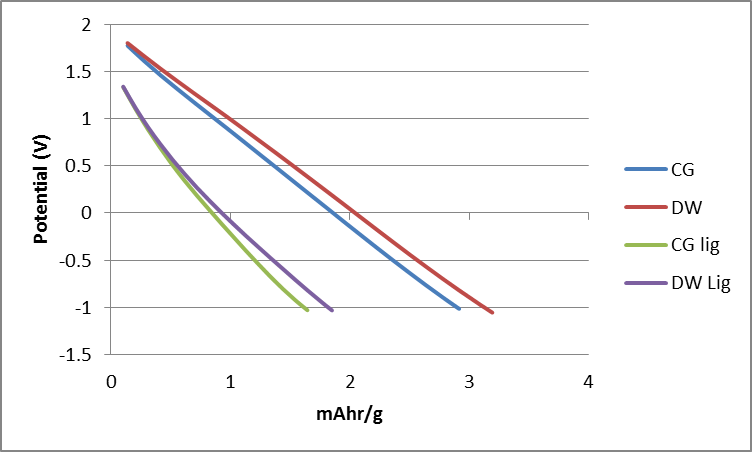 2
1.5
1
0.5
0
-0.5
-1
-1.5
Potential (V)
0 1 2 3 4
mAhr/g
CG
DW
CG lig
DW Lig